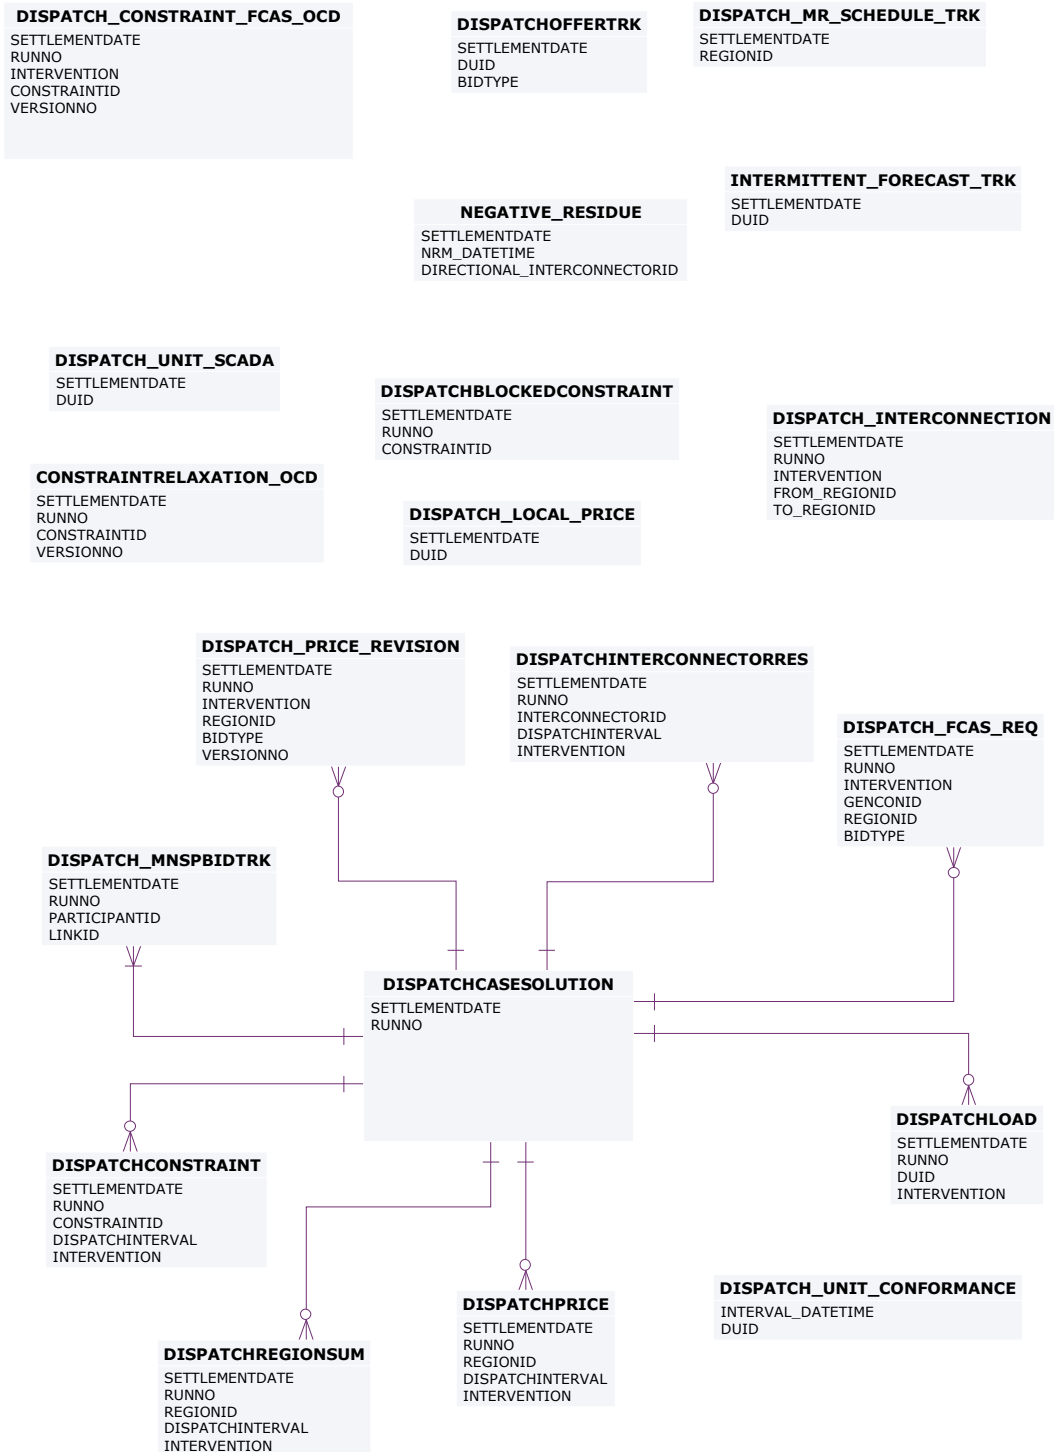 DISPATCH_CONSTRAINT_FCAS_OCD
SETTLEMENTDATE
RUNNO
INTERVENTION
CONSTRAINTID
VERSIONNO
DISPATCHOFFERTRK
SETTLEMENTDATE
DUID
BIDTYPE
DISPATCH_MR_SCHEDULE_TRK
SETTLEMENTDATE
REGIONID
INTERMITTENT_FORECAST_TRK
SETTLEMENTDATE
DUID
NEGATIVE_RESIDUE
SETTLEMENTDATE
NRM_DATETIME
DIRECTIONAL_INTERCONNECTORID
DISPATCH_UNIT_SCADA
SETTLEMENTDATE
DUID
DISPATCHBLOCKEDCONSTRAINT
SETTLEMENTDATE
RUNNO
CONSTRAINTID
DISPATCH_INTERCONNECTION
SETTLEMENTDATE
RUNNO
INTERVENTION
FROM_REGIONID
TO_REGIONID
CONSTRAINTRELAXATION_OCD
SETTLEMENTDATE
RUNNO
CONSTRAINTID
VERSIONNO
DISPATCH_LOCAL_PRICE
SETTLEMENTDATE
DUID
DISPATCH_PRICE_REVISION
SETTLEMENTDATE
RUNNO
INTERVENTION
REGIONID
BIDTYPE
VERSIONNO
DISPATCHINTERCONNECTORRES
SETTLEMENTDATE
RUNNO
INTERCONNECTORID
DISPATCHINTERVAL
INTERVENTION
DISPATCH_FCAS_REQ
SETTLEMENTDATE
RUNNO
INTERVENTION
GENCONID
REGIONID
BIDTYPE
DISPATCH_MNSPBIDTRK
SETTLEMENTDATE
RUNNO
PARTICIPANTID
LINKID
DISPATCHCASESOLUTION
SETTLEMENTDATE
RUNNO
DISPATCHLOAD
SETTLEMENTDATE
RUNNO
DUID
INTERVENTION
DISPATCHCONSTRAINT
SETTLEMENTDATE
RUNNO
CONSTRAINTID
DISPATCHINTERVAL
INTERVENTION
DISPATCH_UNIT_CONFORMANCE
INTERVAL_DATETIME
DUID
DISPATCHPRICE
SETTLEMENTDATE
RUNNO
REGIONID
DISPATCHINTERVAL
INTERVENTION
DISPATCHREGIONSUM
SETTLEMENTDATE
RUNNO
REGIONID
DISPATCHINTERVAL
INTERVENTION